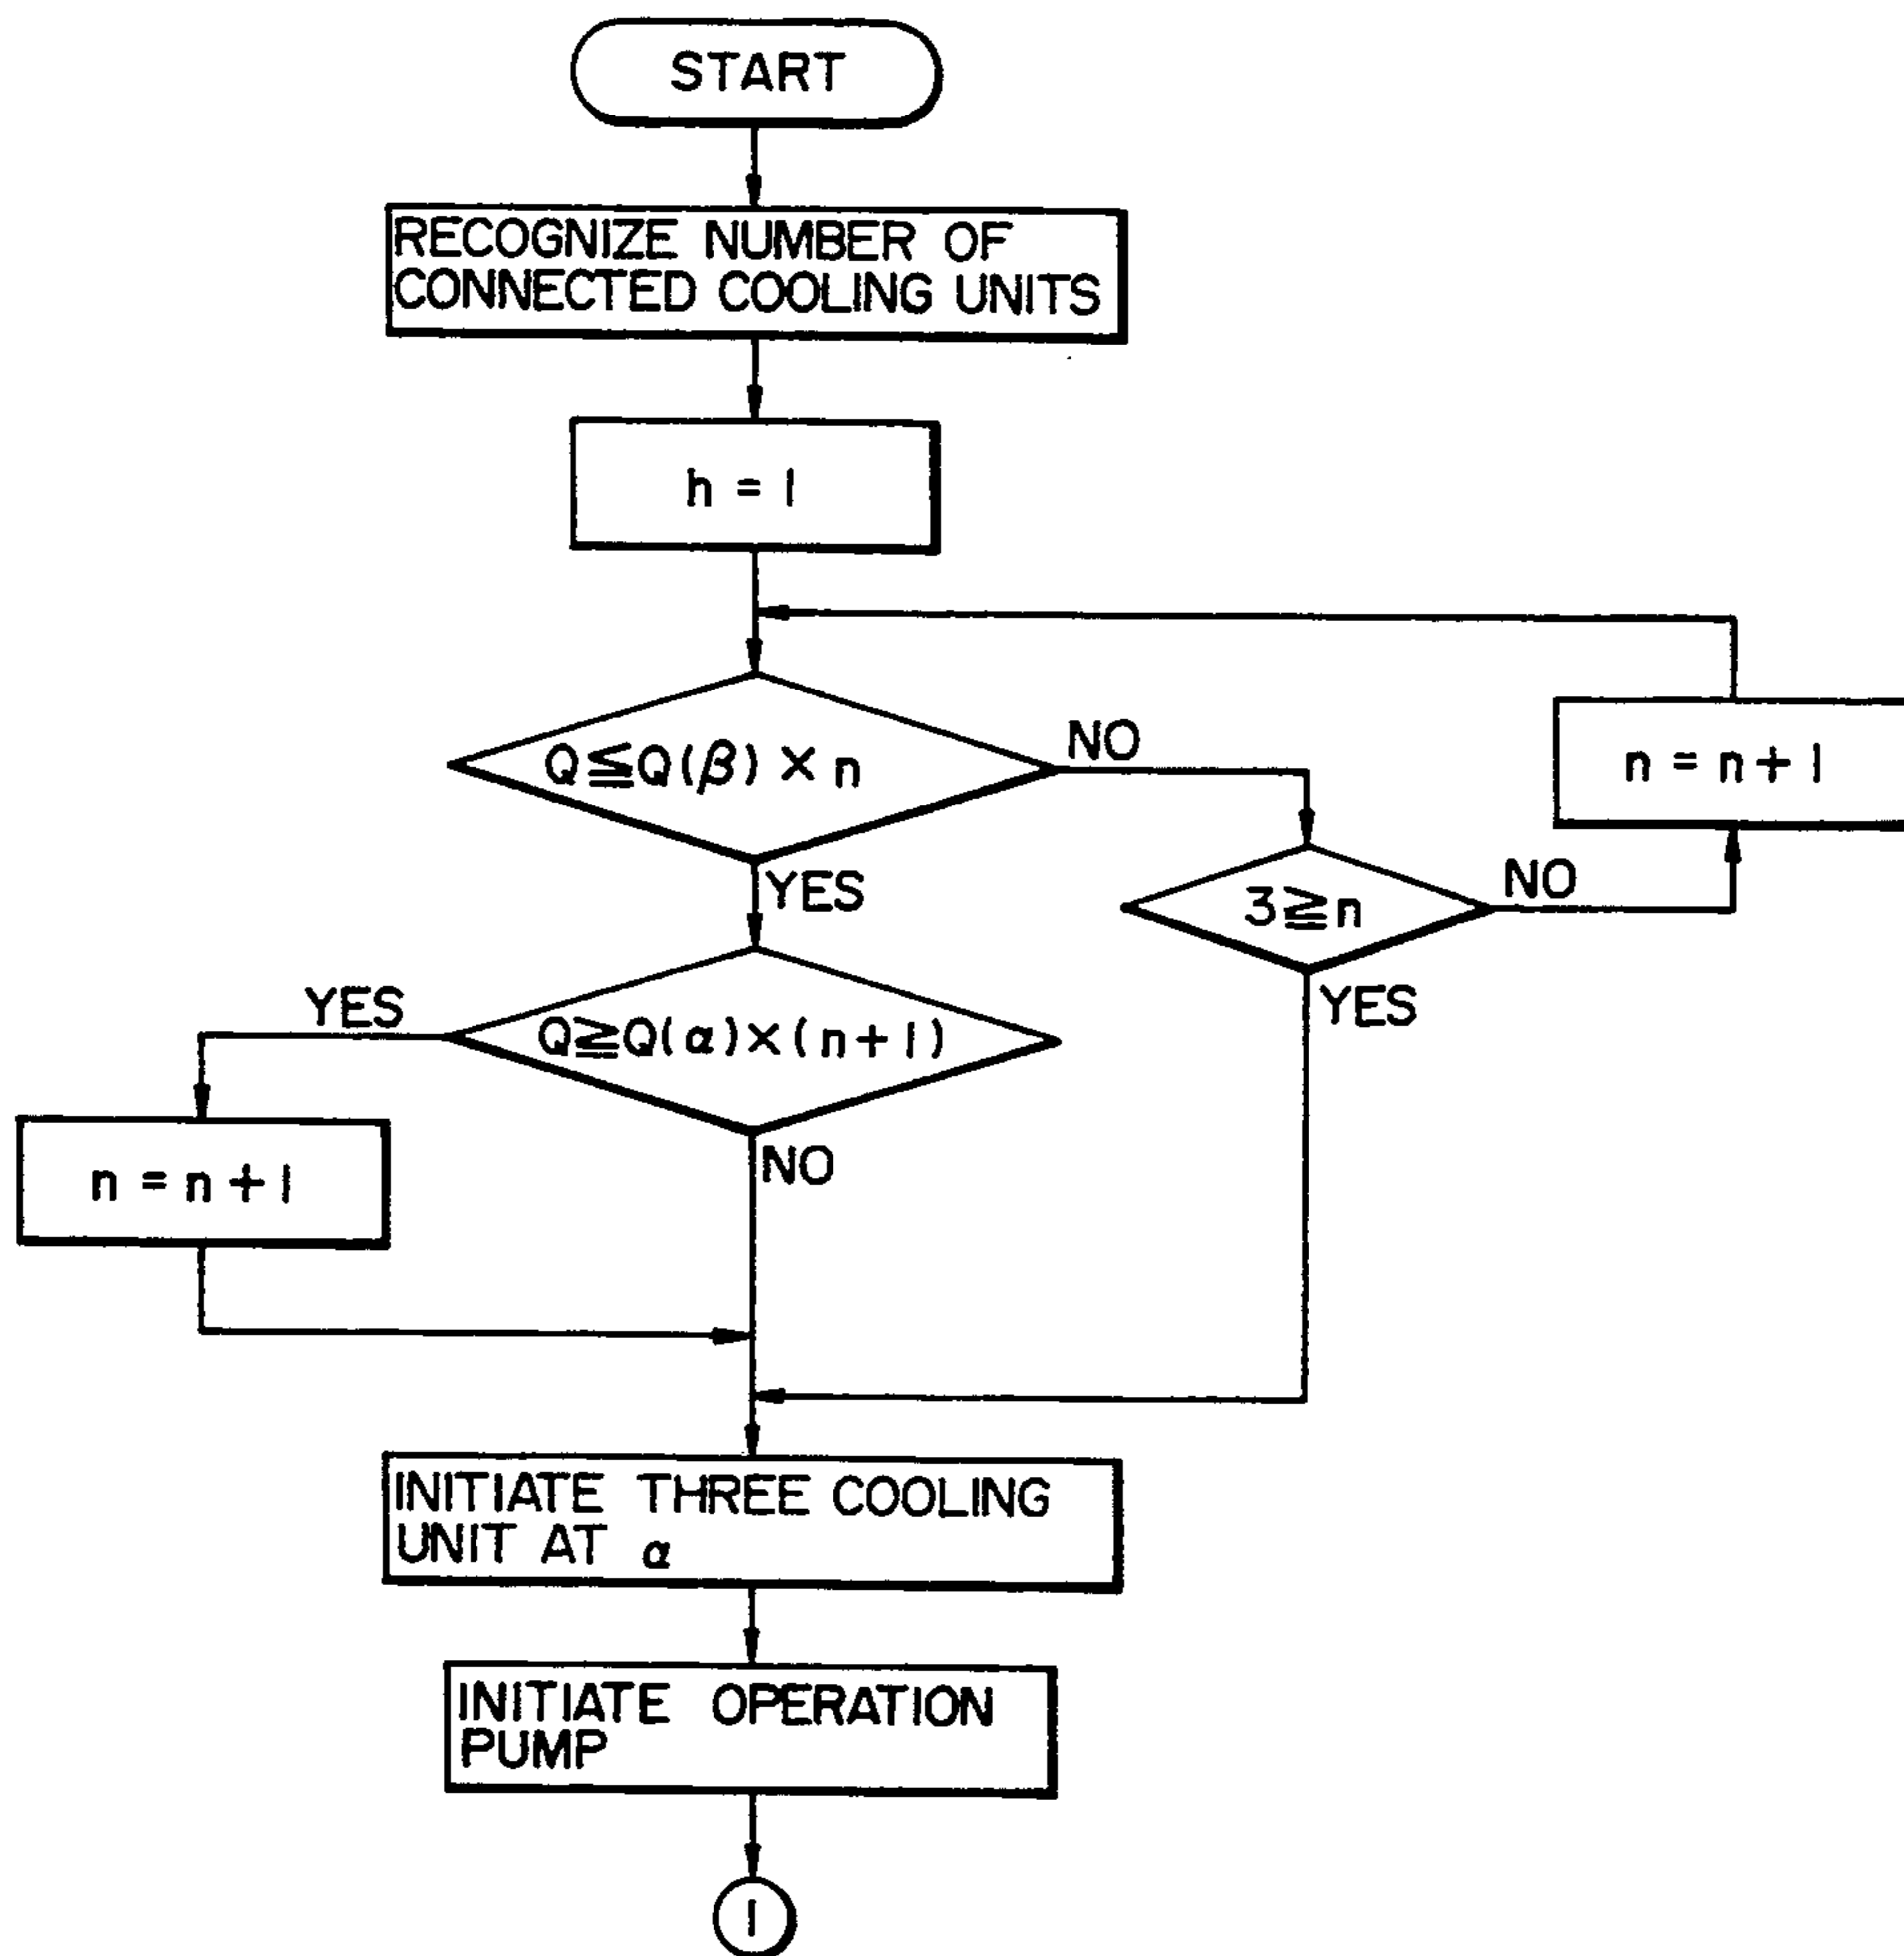 START
RECOGNIZE NUMBER OF
CONNECTED COOLING UNITS
h = 1
Q≦Q(β) × n
NO
n = n + 1
YES
3≧n
NO
YES
YES
Q≧Q(α)×(n+1)
NO
n = n + 1
INITIATE THREE COOLING
UNIT AT α
INITIATE OPERATION
PUMP
1